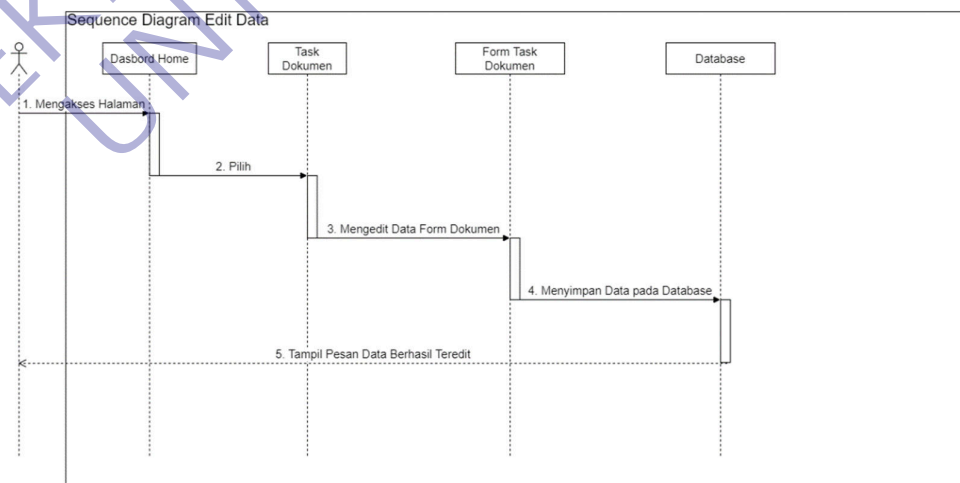 Sequence Diagram Edit Data
Dasbord Home
Task
Dokumen
Form Task
Dokumen
Database
1. Mengakses Halaman
2. Pilih
3. Mengedit Data Form Dokumen
4. Menyimpan Data pada Database
5. Tampil Pesan Data Berhasil Teredit